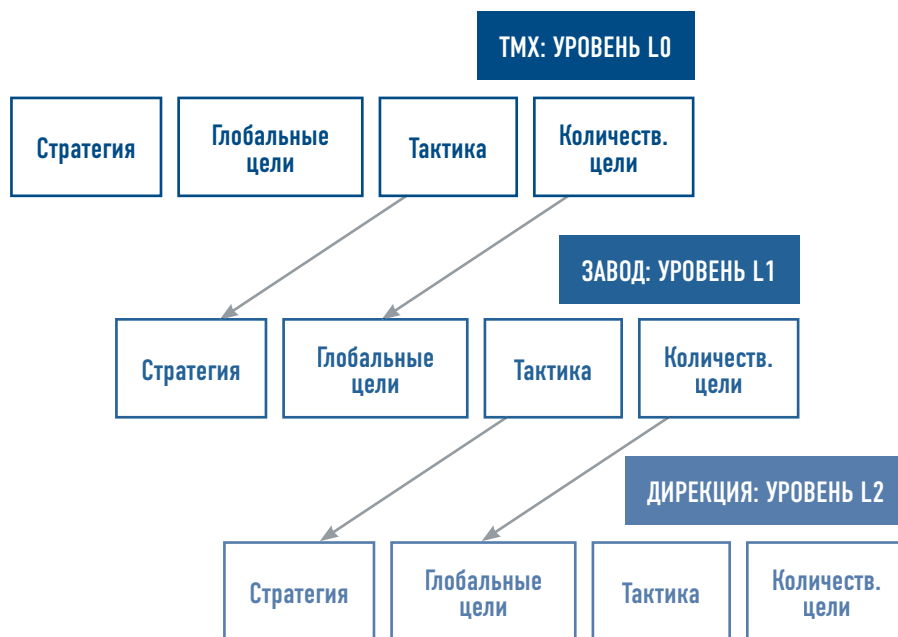 ТМХ: УРОВЕНЬ L0
Стратегия
Глобальные
цели
Тактика
Количеств.
цели
ЗАВОД: УРОВЕНЬ L1
Стратегия
Глобальные
цели
Тактика
Количеств.
цели
ДИРЕКЦИЯ: УРОВЕНЬ L2
Стратегия
Глобальные
цели
Тактика
Количеств.
цели